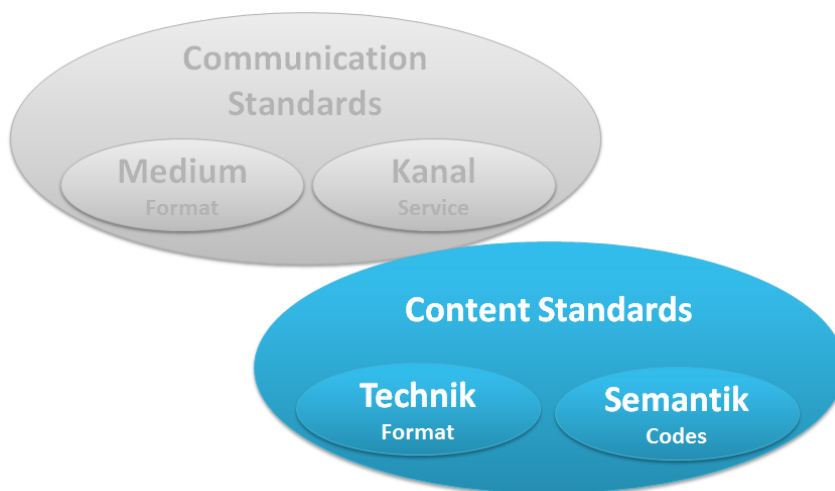 Communication
Standards
Medium
Format
Kanal
Service
Content Standards
Technik
Format
Semantik
Codes